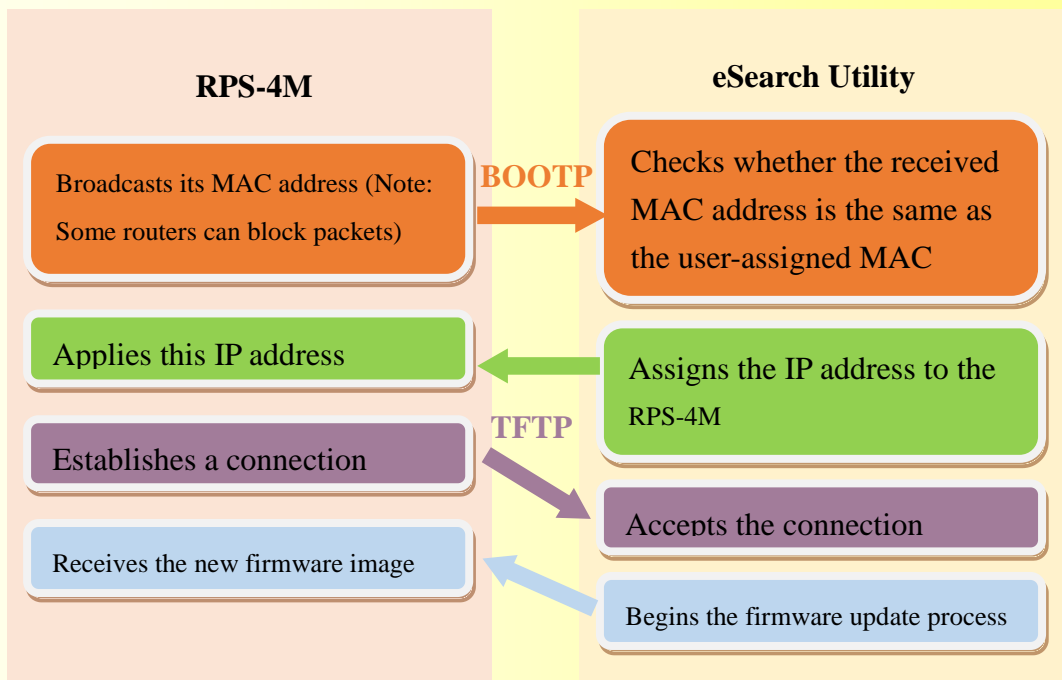 RPS-4M
eSearch Utility
Broadcasts its MAC address (Note:
Some routers can block packets)
BOOTP
Checks whether the received
MAC address is the same as
the user-assigned MAC
Applies this IP address
Assigns the IP address to the
RPS-4M
TFTP
Establishes a connection
Accepts the connection
Receives the new firmware image
Begins the firmware update process